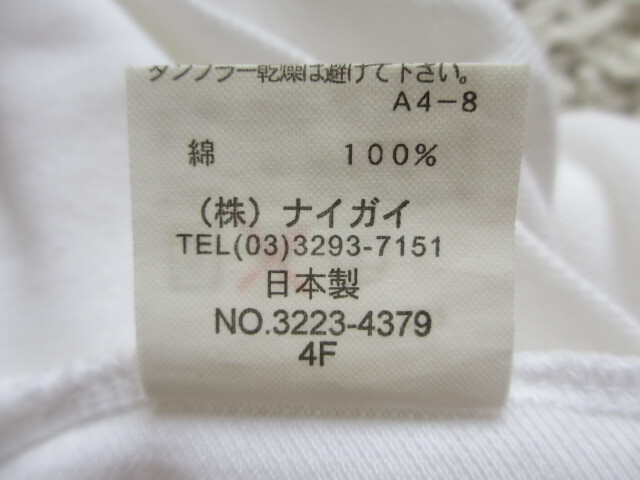 タンブラー乾燥は避けて下さい。
A4-8
綿 100%
(株)ナイガイ
TEL(03)3293-7151
日本製
NO.3223-4379
4F